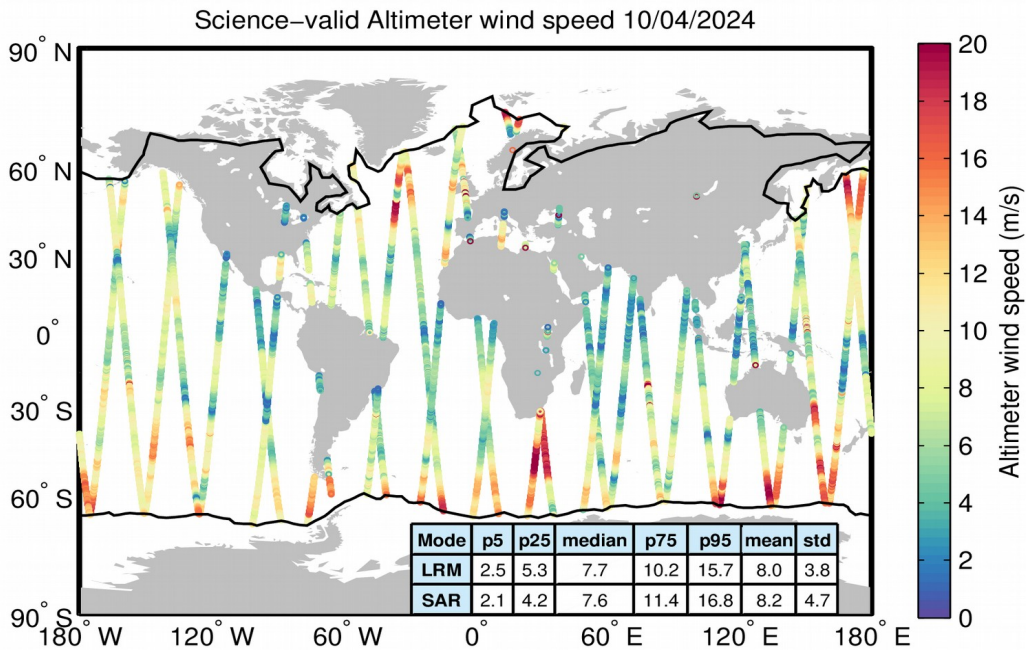 Science−valid Altimeter wind speed 10/04/2024
90° N
60° N
30° N
0°
30° S
60° S
90° S
180° W
120° W
60° W
0°
60° E
120° E
180° E
Mode p5 p25 median p75 p95 mean std
LRM 2.5 5.3 7.7 10.2 15.7 8.0 3.8
SAR 2.1 4.2 7.6 11.4 16.8 8.2 4.7
20
18
16
14
12
10
8
6
4
2
0
Altimeter wind speed (m/s)